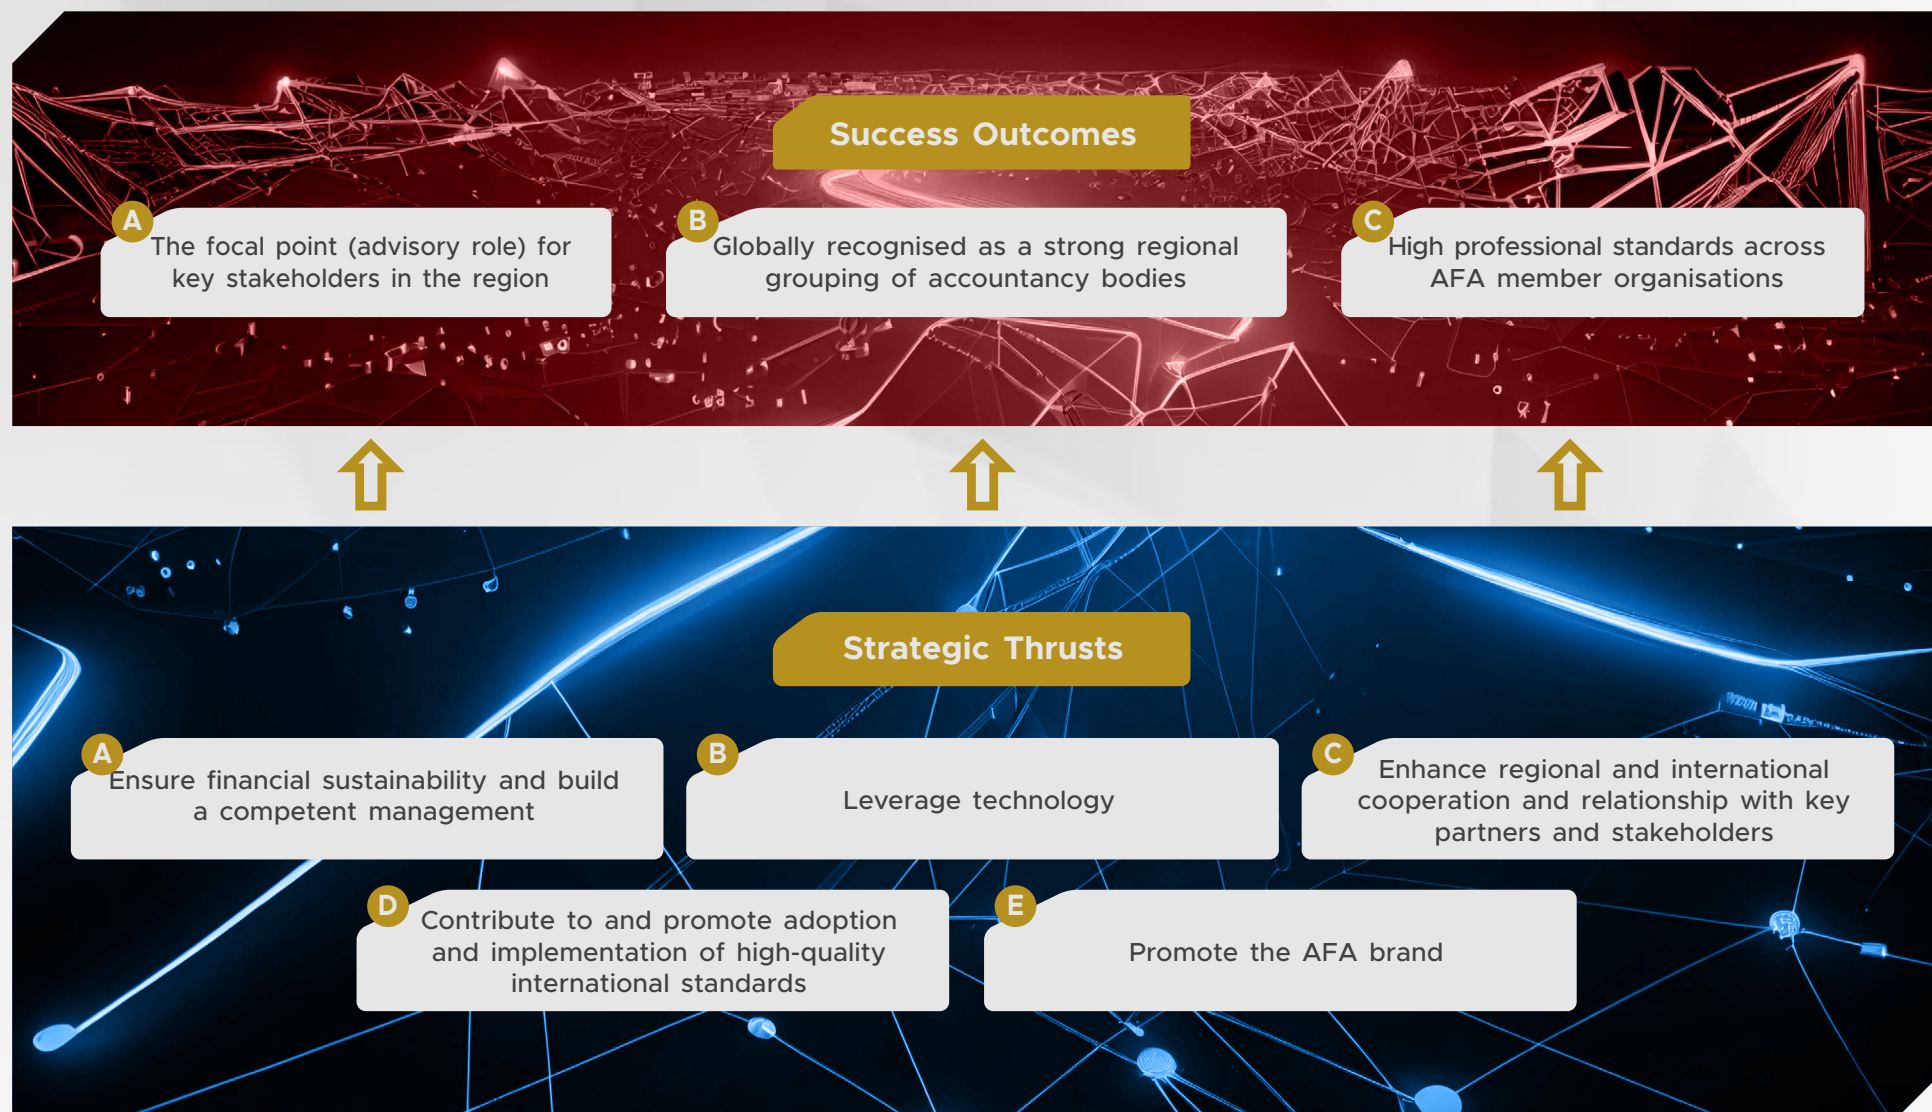 Success Outcomes
A
The focal point (advisory role) for
key stakeholders in the region
B
Globally recognised as a strong regional
grouping of accountancy bodies
C
High professional standards across
AFA member organisations
Strategic Thrusts
A
Ensure financial sustainability and build
a competent management
B
Leverage technology
C
Enhance regional and international
cooperation and relationship with key
partners and stakeholders
D
Contribute to and promote adoption
and implementation of high-quality
international standards
E
Promote the AFA brand